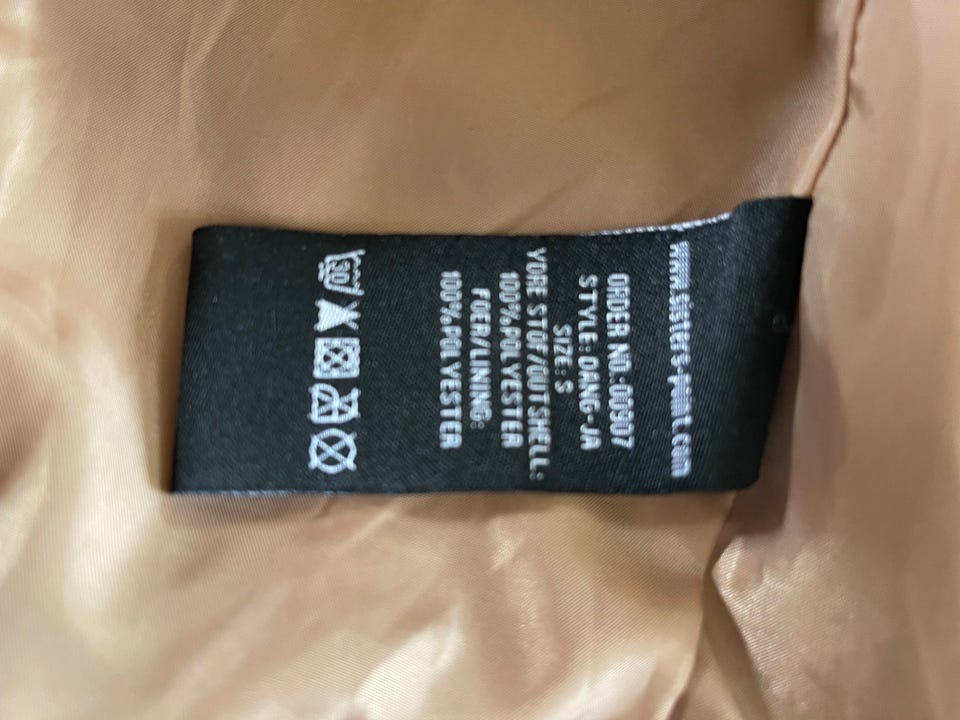 www.sisters-point.com
ORDER NO.:00907
STYLE: DANG-JA
SIZE: S
YDRE STOF/OUTSHELL:
100% POLYESTER
FOER/LINING:
100% POLYESTER
30